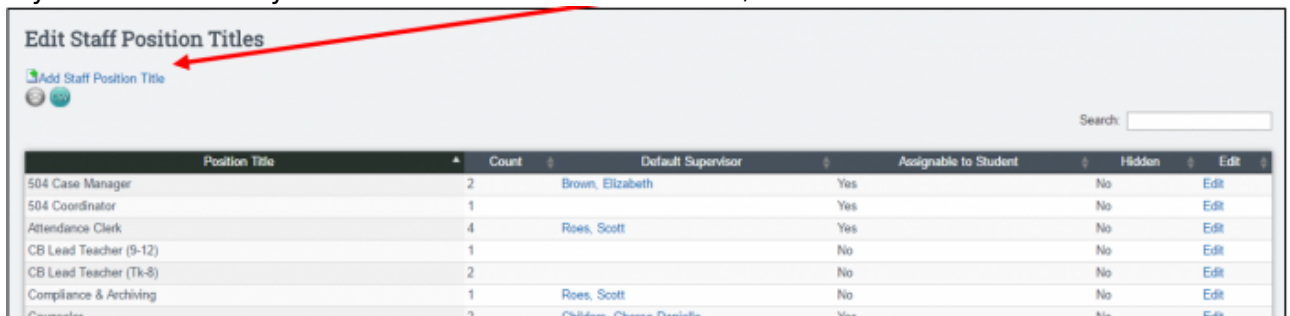 Edit Staff Position Titles
Add Staff Position Title
Search:
Position Title Count Default Supervisor Assignable to Student Hidden Edit
504 Case Manager 2 Brown, Elizabeth Yes No Edit
504 Coordinator 1 Yes No Edit
Attendance Clerk 4 Roes, Scott Yes No Edit
CB Lead Teacher (9-12) 1 No No Edit
CB Lead Teacher (Tk-8) 2 No No Edit
Compliance & Archiving 1 Roes, Scott No No Edit